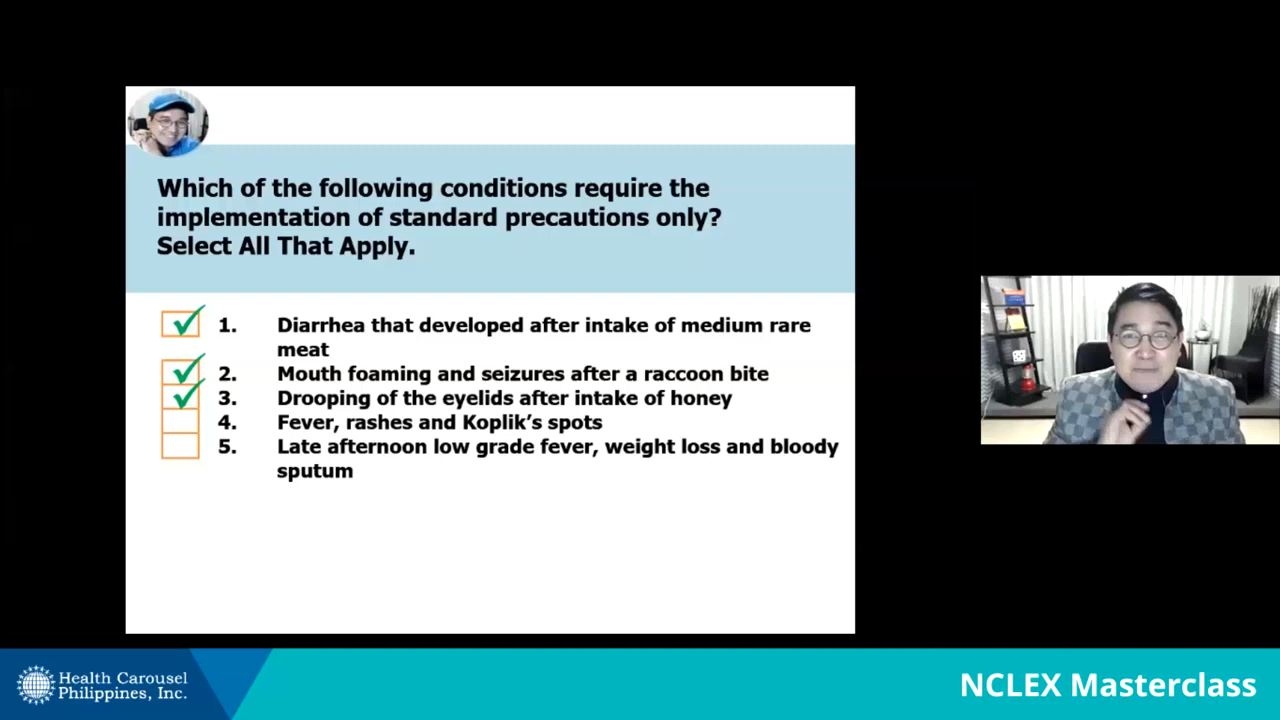 Which of the following conditions require the
implementation of standard precautions only?
Select All That Apply.
1. Diarrhea that developed after intake of medium rare
meat
2. Mouth foaming and seizures after a raccoon bite
3. Drooping of the eyelids after intake of honey
4. Fever, rashes and Koplik's spots
5. Late afternoon low grade fever, weight loss and bloody
sputum
Health Carousel
Philippines, Inc.
NCLEX Masterclass